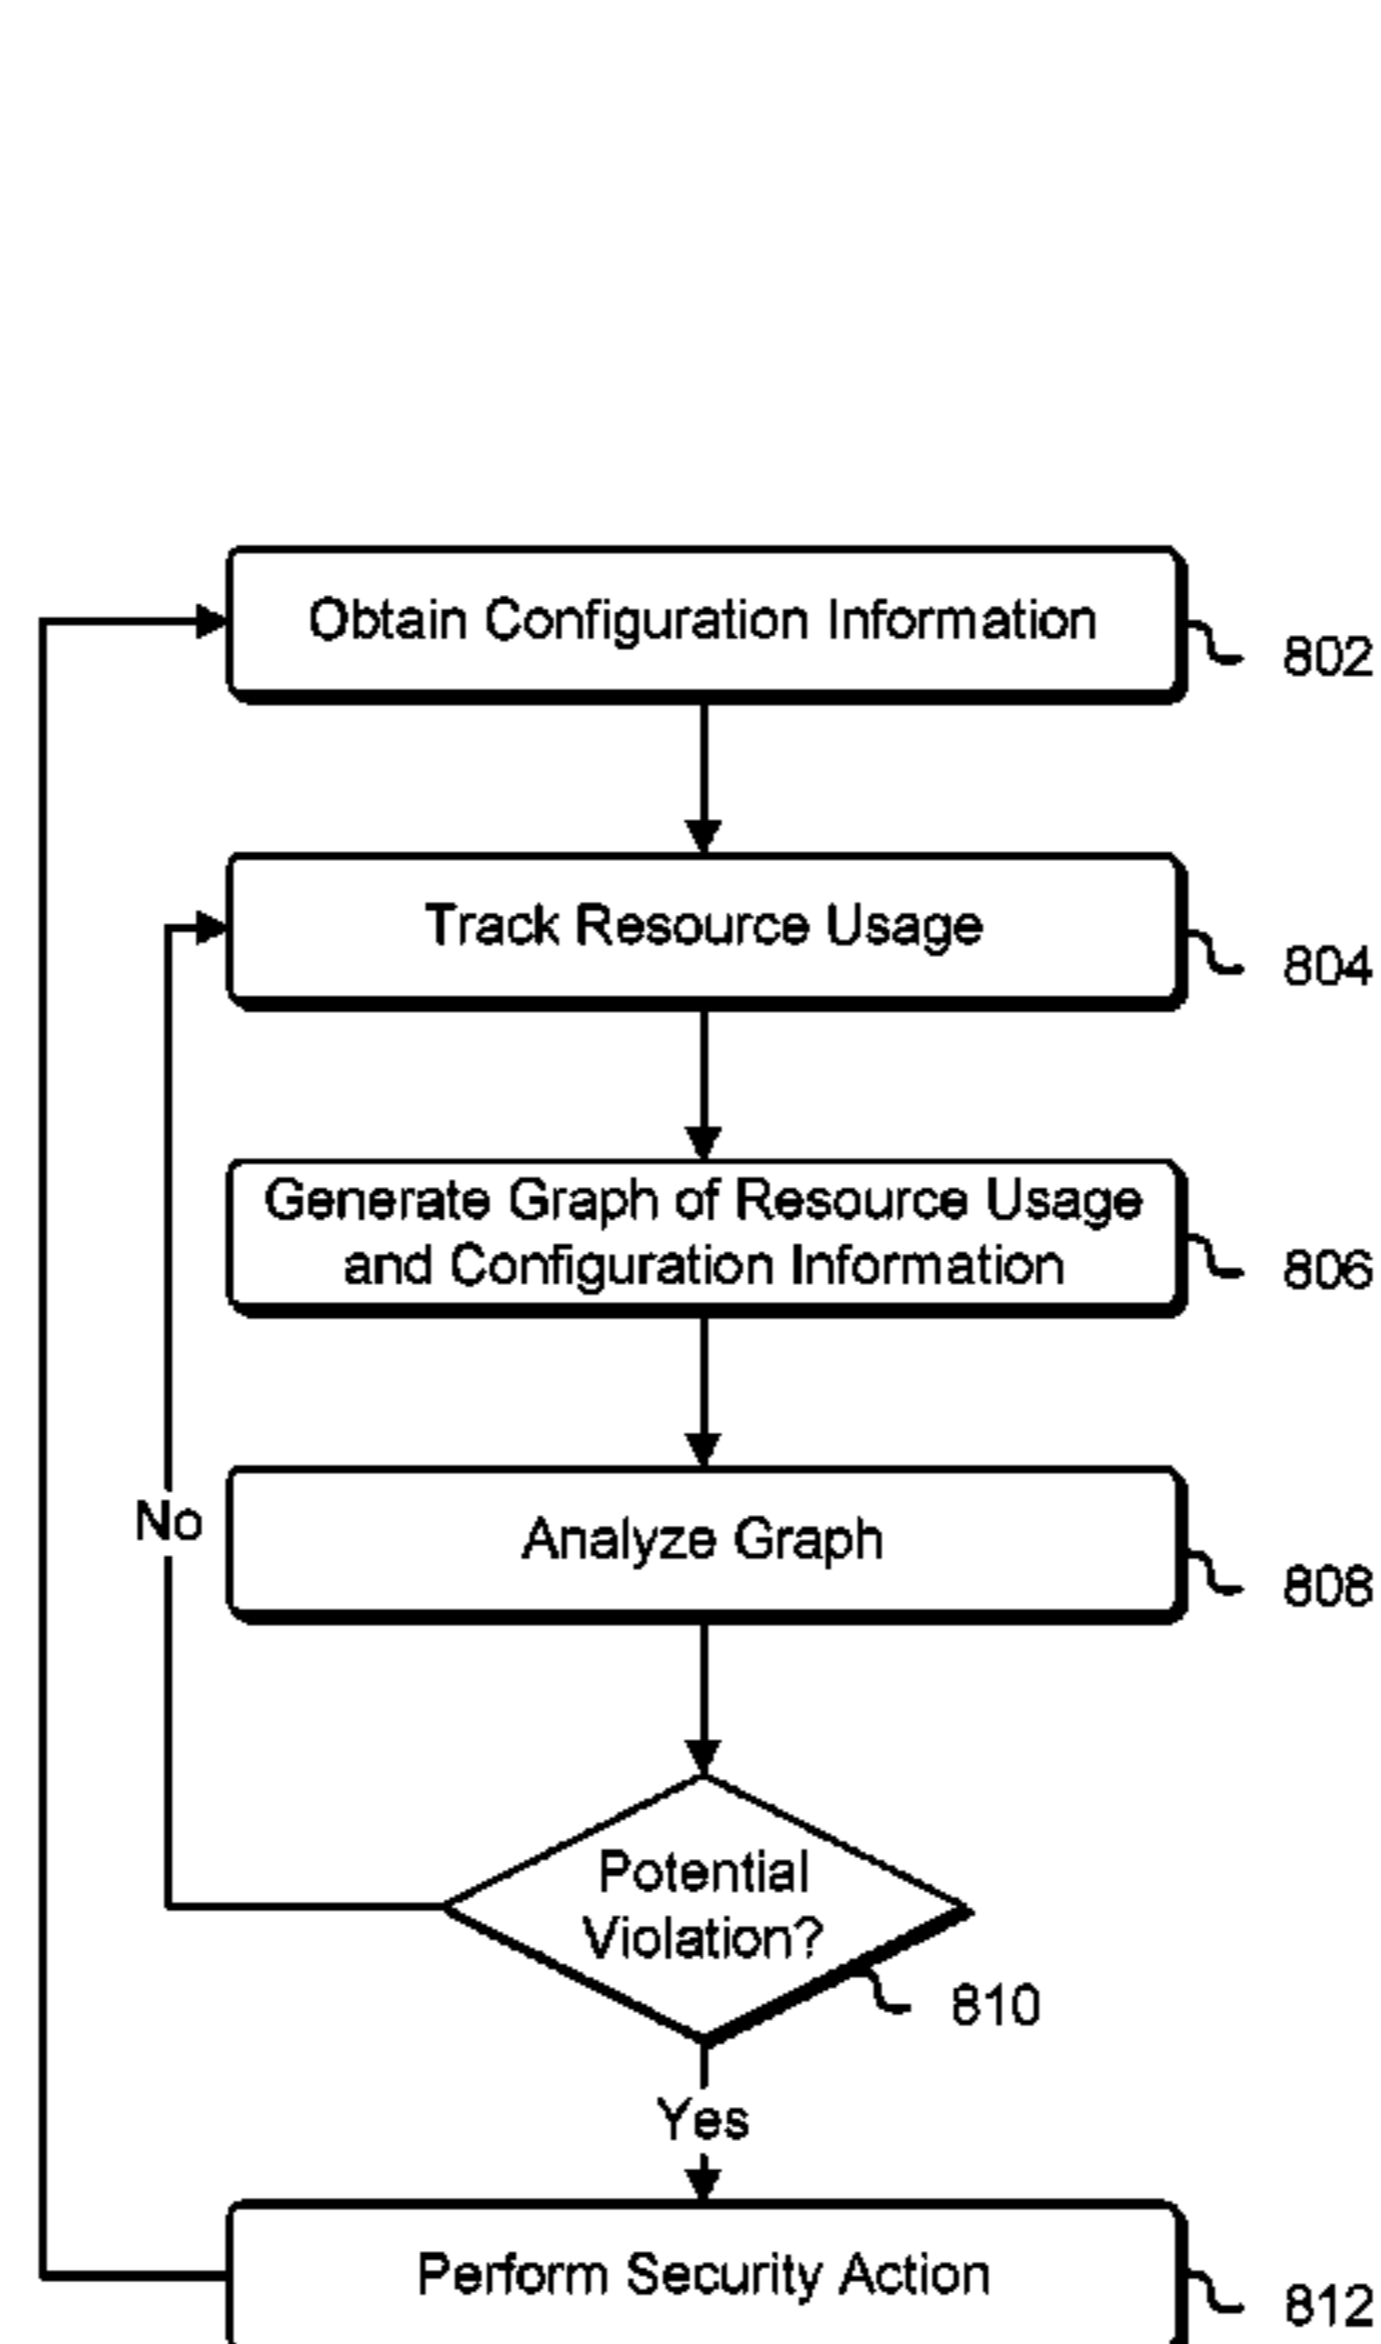 Obtain Configuration Information
802
Track Resource Usage
804
Generate Graph of Resource Usage
and Configuration Information
806
No
Analyze Graph
808
Potential
Violation?
810
Yes
Perform Security Action
812